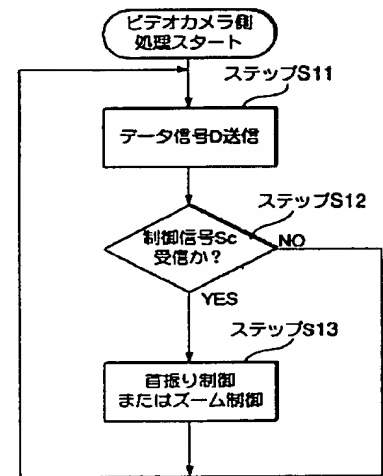 ビデオカメラ側
処理スタート
ステップS11
データ信号D送信
ステップS12
制御信号Sc
受信か?
NO
YES
ステップS13
首振り制御
またはズーム制御